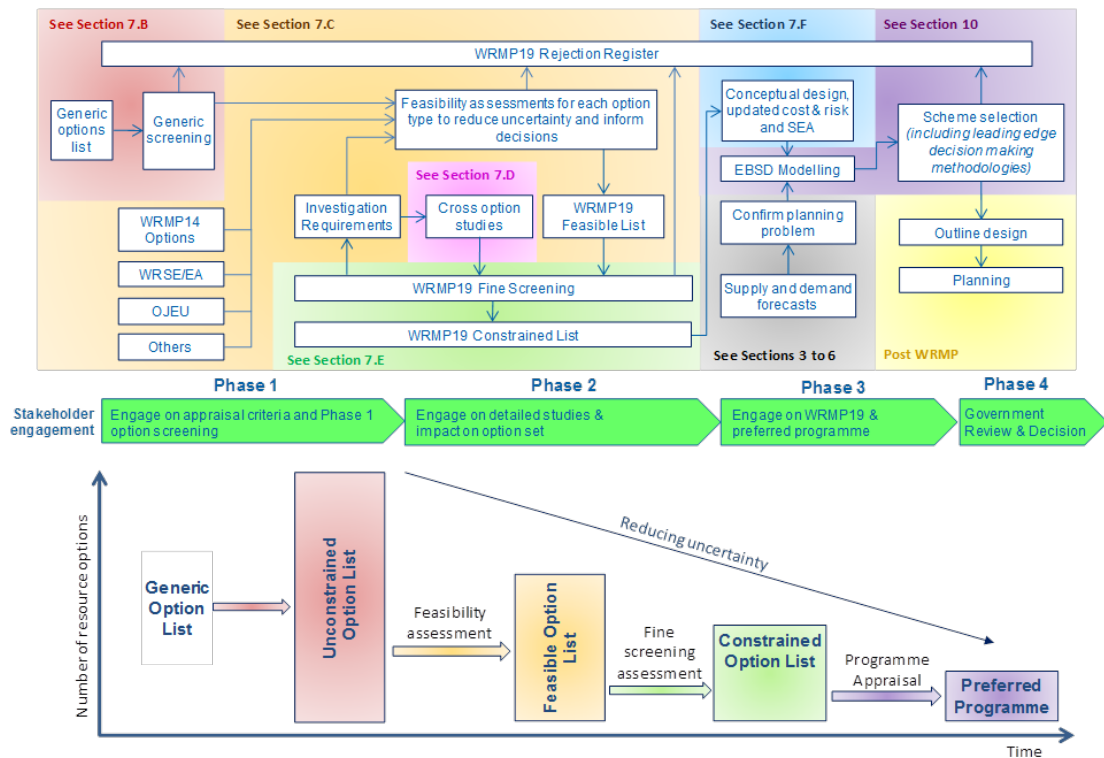 See Section 7.B
See Section 7.C
See Section 7.F
See Section 10
WRMP19 Rejection Register
Generic
options
list
Generic
screening
Feasibility assessments for each option
type to reduce uncertainty and inform
decisions
Conceptual design,
updated cost & risk
and SEA
Scheme selection
(including leading edge
decision making
methodologies)
See Section 7.D
EBSD Modelling
Investigation
Requirements
Cross option
studies
WRMP19
Feasible List
Confirm planning
problem
WRMP14
Options
Outline design
WRSE/EA
WRMP19 Fine Screening
Supply and demand
forecasts
Planning
OJEU
WRMP19 Constrained List
Others
See Section 7.E
See Sections 3 to 6
Post WRMP
Phase 1
Phase 2
Phase 3
Phase 4
Stakeholder
engagement
Engage on appraisal criteria and Phase 1
option screening
Engage on detailed studies &
impact on option set
Engage on WRMP19 &
preferred programme
Government
Review & Decision
Number of resource options
Generic
Option
List
Unconstrained
Option List
Reducing uncertainty
Feasibility
assessment
Feasible Option
List
Fine
screening
assessment
Constrained
Option List
Programme
Appraisal
Preferred
Programme
Time